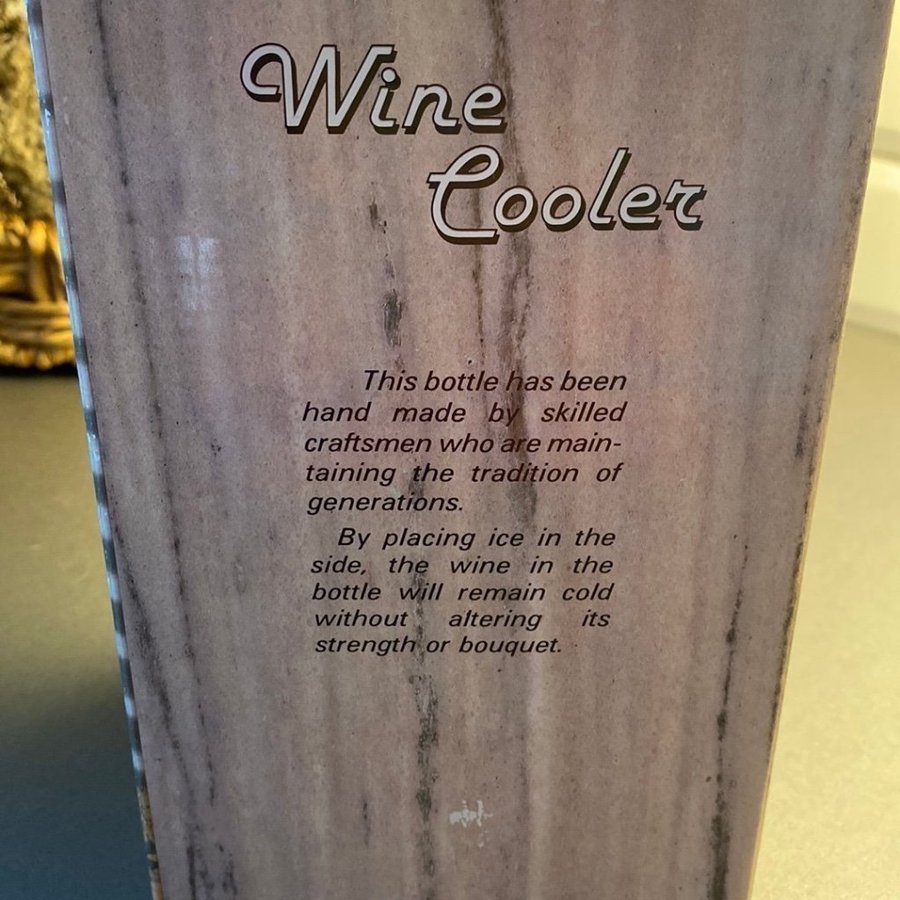 Wine
Cooler
This bottle has been
hand made by skilled
craftsmen who are main-
taining the tradition of
generations.
By placing ice in the
side, the wine in the
bottle will remain cold
without altering its
strength or bouquet.